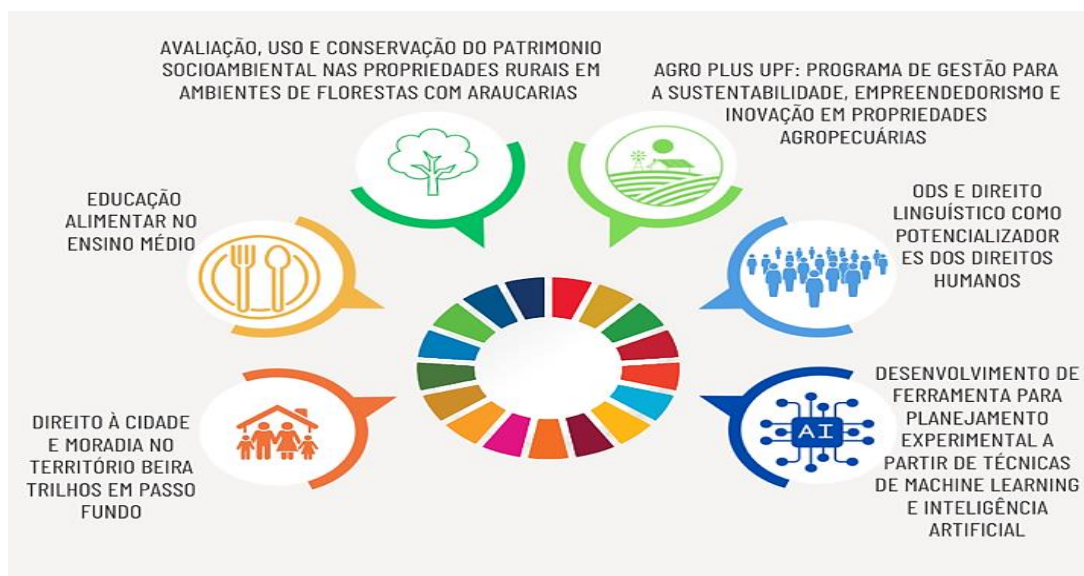 AVALIAÇÃO, USO E CONSERVAÇÃO DO PATRIMONIO
SOCIOAMBIENTAL NAS PROPRIEDADES RURAIS EM
AMBIENTES DE FLORESTAS COM ARAUCARIAS
AGRO PLUS UPF: PROGRAMA DE GESTÃO PARA
A SUSTENTABILIDADE, EMPREENDEDORISMO E
INOVAÇÃO EM PROPRIEDADES
AGROPECUÁRIAS
EDUCAÇÃO
ALIMENTAR NO
ENSINO MÉDIO
ODS E DIREITO
LINGUÍSTICO COMO
POTENCIALIZADOR
ES DOS DIREITOS
HUMANOS
DIREITO À CIDADE
E MORADIA NO
TERRITÓRIO BEIRA
TRILHOS EM PASSO
FUNDO
AI
DESENVOLVIMENTO DE
FERRAMENTA PARA
PLANEJAMENTO
EXPERIMENTAL A
PARTIR DE TÉCNICAS
DE MACHINE LEARNING
E INTELIGÊNCIA
ARTIFICIAL